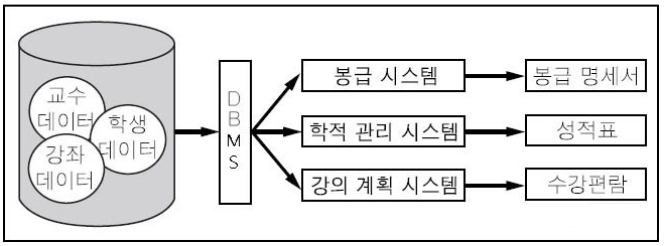 교수
데이터
학생
데이터
강좌
데이터
D
B
M
S
봉급 시스템
봉급 명세서
학적 관리 시스템
성적표
강의 계획 시스템
수강편람